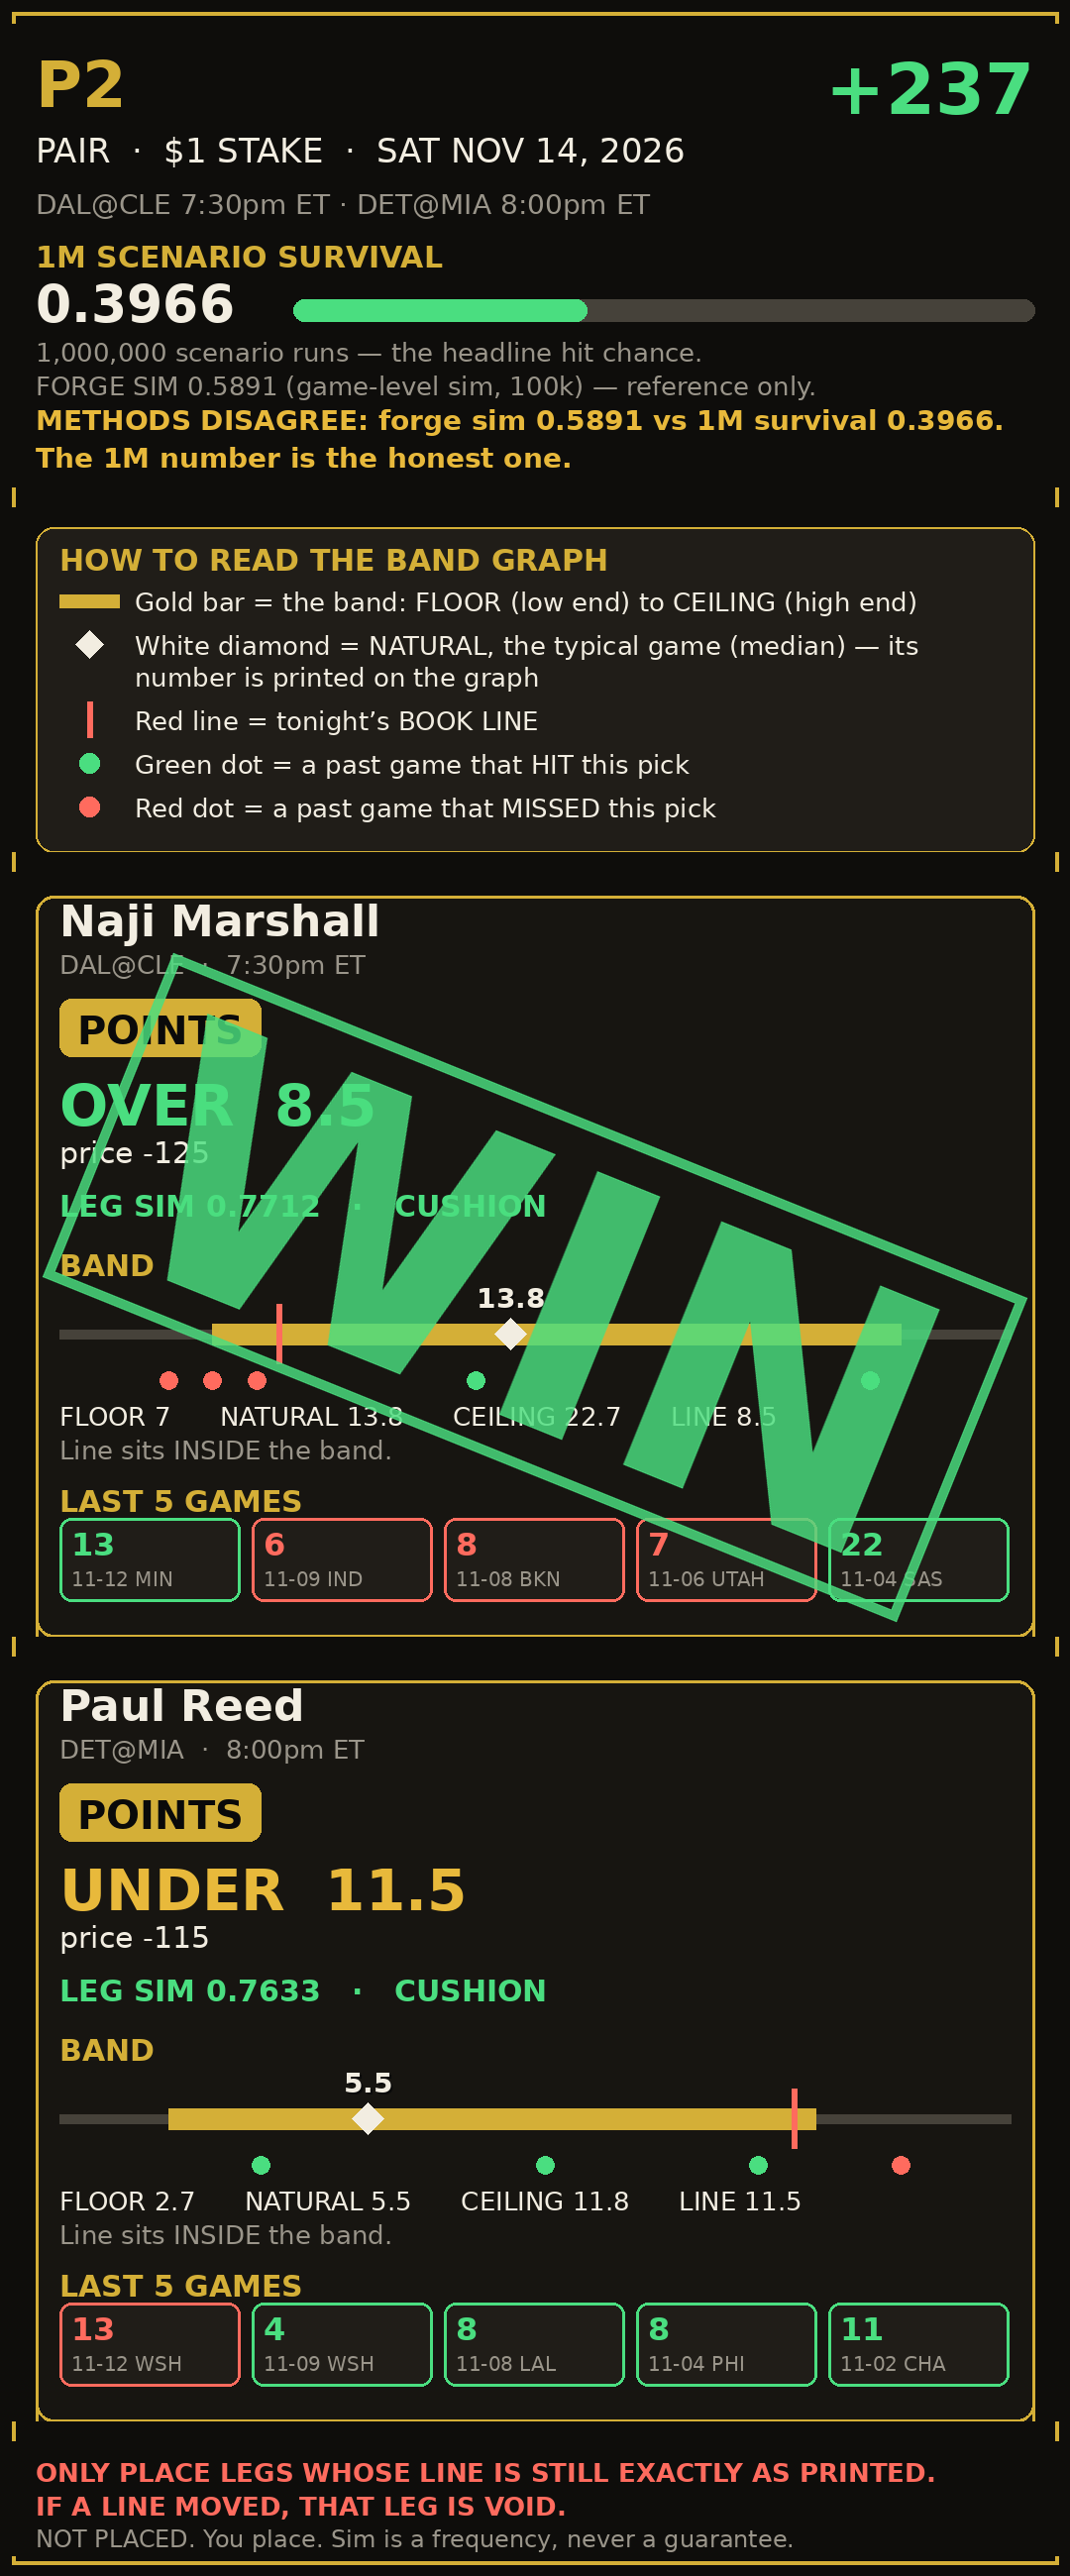 P2
+237
PAIR · $1 STAKE · SAT NOV 14, 2026
DAL@CLE 7:30pm ET · DET@MIA 8:00pm ET
1M SCENARIO SURVIVAL
0.3966
1,000,000 scenario runs — the headline hit chance.
FORGE SIM 0.5891 (game-level sim, 100k) — reference only.
METHODS DISAGREE: forge sim 0.5891 vs 1M survival 0.3966.
The 1M number is the honest one.
HOW TO READ THE BAND GRAPH
Gold bar = the band: FLOOR (low end) to CEILING (high end)
White diamond = NATURAL, the typical game (median) — its
number is printed on the graph
Red line = tonight’s BOOK LINE
Green dot = a past game that HIT this pick
Red dot = a past game that MISSED this pick
Naji Marshall
DAL@CLE · 7:30pm ET
POINTS
OVER 8.5
price -125
LEG SIM 0.7712 · CUSHION
BAND
13.8
WIN
FLOOR 7 NATURAL 13.8 CEILING 22.7 LINE 8.5
Line sits INSIDE the band.
LAST 5 GAMES
13 6 8 7 22
11-12 MIN 11-09 IND 11-08 BKN 11-06 UTAH 11-04 SAS
Paul Reed
DET@MIA · 8:00pm ET
POINTS
UNDER 11.5
price -115
LEG SIM 0.7633 · CUSHION
BAND
5.5
FLOOR 2.7 NATURAL 5.5 CEILING 11.8 LINE 11.5
Line sits INSIDE the band.
LAST 5 GAMES
13 4 8 8 11
11-12 WSH 11-09 WSH 11-08 LAL 11-04 PHI 11-02 CHA
ONLY PLACE LEGS WHOSE LINE IS STILL EXACTLY AS PRINTED.
IF A LINE MOVED, THAT LEG IS VOID.
NOT PLACED. You place. Sim is a frequency, never a guarantee.